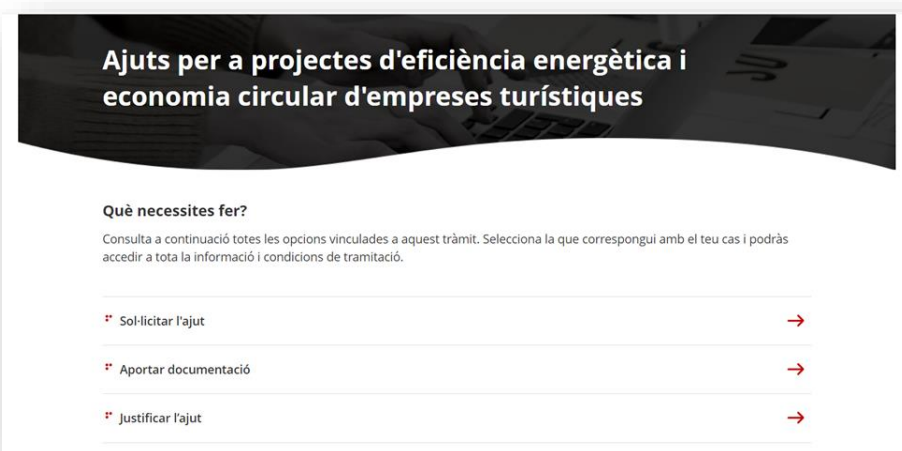 Ajuts per a projectes d'eficiència energètica i
economia circular d'empreses turístiques
Què necessites fer?
Consulta a continuació totes les opcions vinculades a aquest tràmit. Selecciona la que correspongui amb el teu cas i podràs
accedir a tota la informació i condicions de tramitació.
Sol·licitar l'ajut
Aportar documentació
Justificar l'ajut